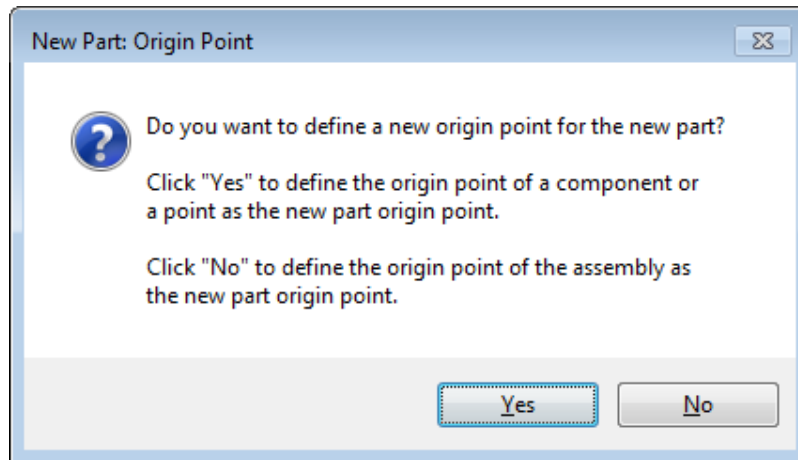 New Part: Origin Point
Do you want to define a new origin point for the new part?
Click "Yes" to define the origin point of a component or
a point as the new part origin point.
Click "No" to define the origin point of the assembly as
the new part origin point.
Yes
No